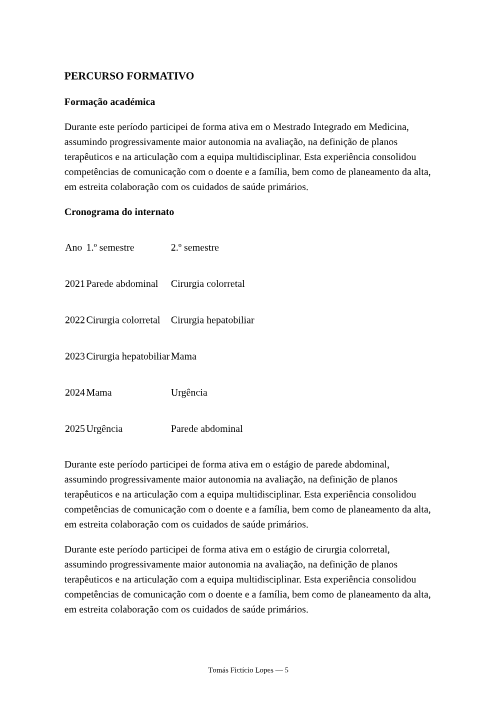 PERCURSO FORMATIVO
Formação académica
Durante este período participei de forma ativa em o Mestrado Integrado em Medicina,
assumindo progressivamente maior autonomia na avaliação, na definição de planos
terapêuticos e na articulação com a equipa multidisciplinar. Esta experiência consolidou
competências de comunicação com o doente e a família, bem como de planeamento da alta,
em estreita colaboração com os cuidados de saúde primários.
Cronograma do internato
Ano 1.º semestre 2.º semestre
2021 Parede abdominal Cirurgia colorretal
2022 Cirurgia colorretal Cirurgia hepatobiliar
2023 Cirurgia hepatobiliar Mama
2024 Mama Urgência
2025 Urgência Parede abdominal
Durante este período participei de forma ativa em o estágio de parede abdominal,
assumindo progressivamente maior autonomia na avaliação, na definição de planos
terapêuticos e na articulação com a equipa multidisciplinar. Esta experiência consolidou
competências de comunicação com o doente e a família, bem como de planeamento da alta,
em estreita colaboração com os cuidados de saúde primários.
Durante este período participei de forma ativa em o estágio de cirurgia colorretal,
assumindo progressivamente maior autonomia na avaliação, na definição de planos
terapêuticos e na articulação com a equipa multidisciplinar. Esta experiência consolidou
competências de comunicação com o doente e a família, bem como de planeamento da alta,
em estreita colaboração com os cuidados de saúde primários.
Tomás Fictício Lopes — 5